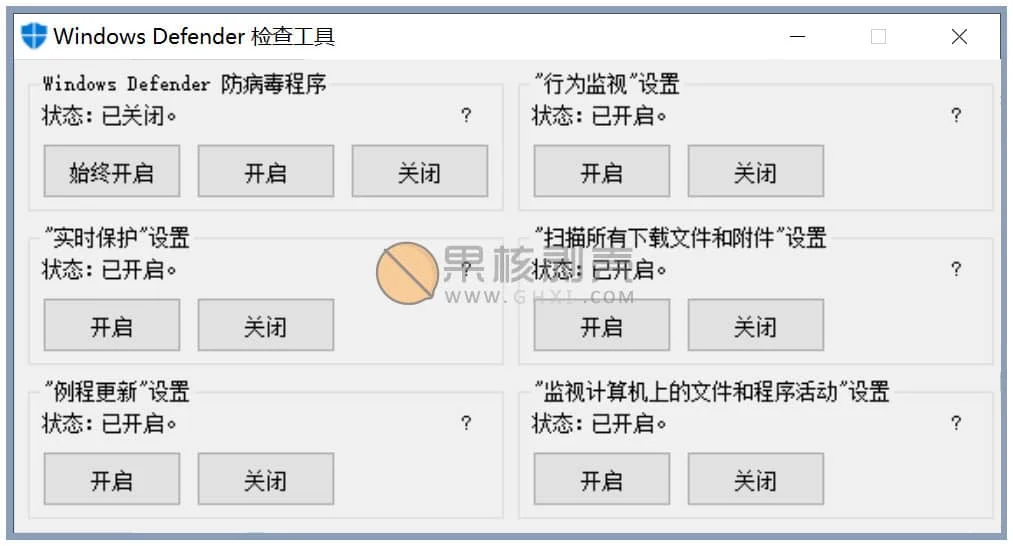 Windows Defender 检查工具
Windows Defender 防病毒程序
状态：已关闭。 ?
始终开启 开启 关闭
"行为监视"设置
状态：已开启。 ?
开启 关闭
"实时保护"设置
状态：已开启。 ?
开启 关闭
"扫描所有下载文件和附件"设置
状态：已开启。 ?
开启 关闭
果核剥壳
WWW.GHXI.COM
"例程更新"设置
状态：已开启。 ?
开启 关闭
"监视计算机上的文件和程序活动"设置
状态：已开启。 ?
开启 关闭